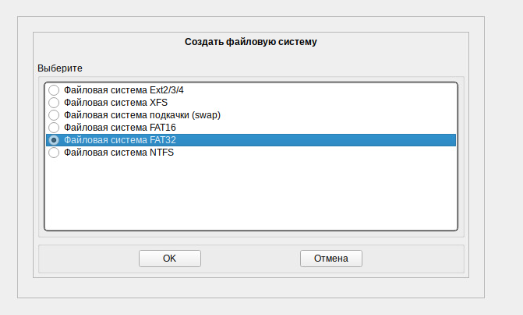 Создать файловую систему
Выберите
Файловая система Ext2/3/4
Файловая система XFS
Файловая система подкачки (swap)
Файловая система FAT16
Файловая система FAT32
Файловая система NTFS
OK
Отмена